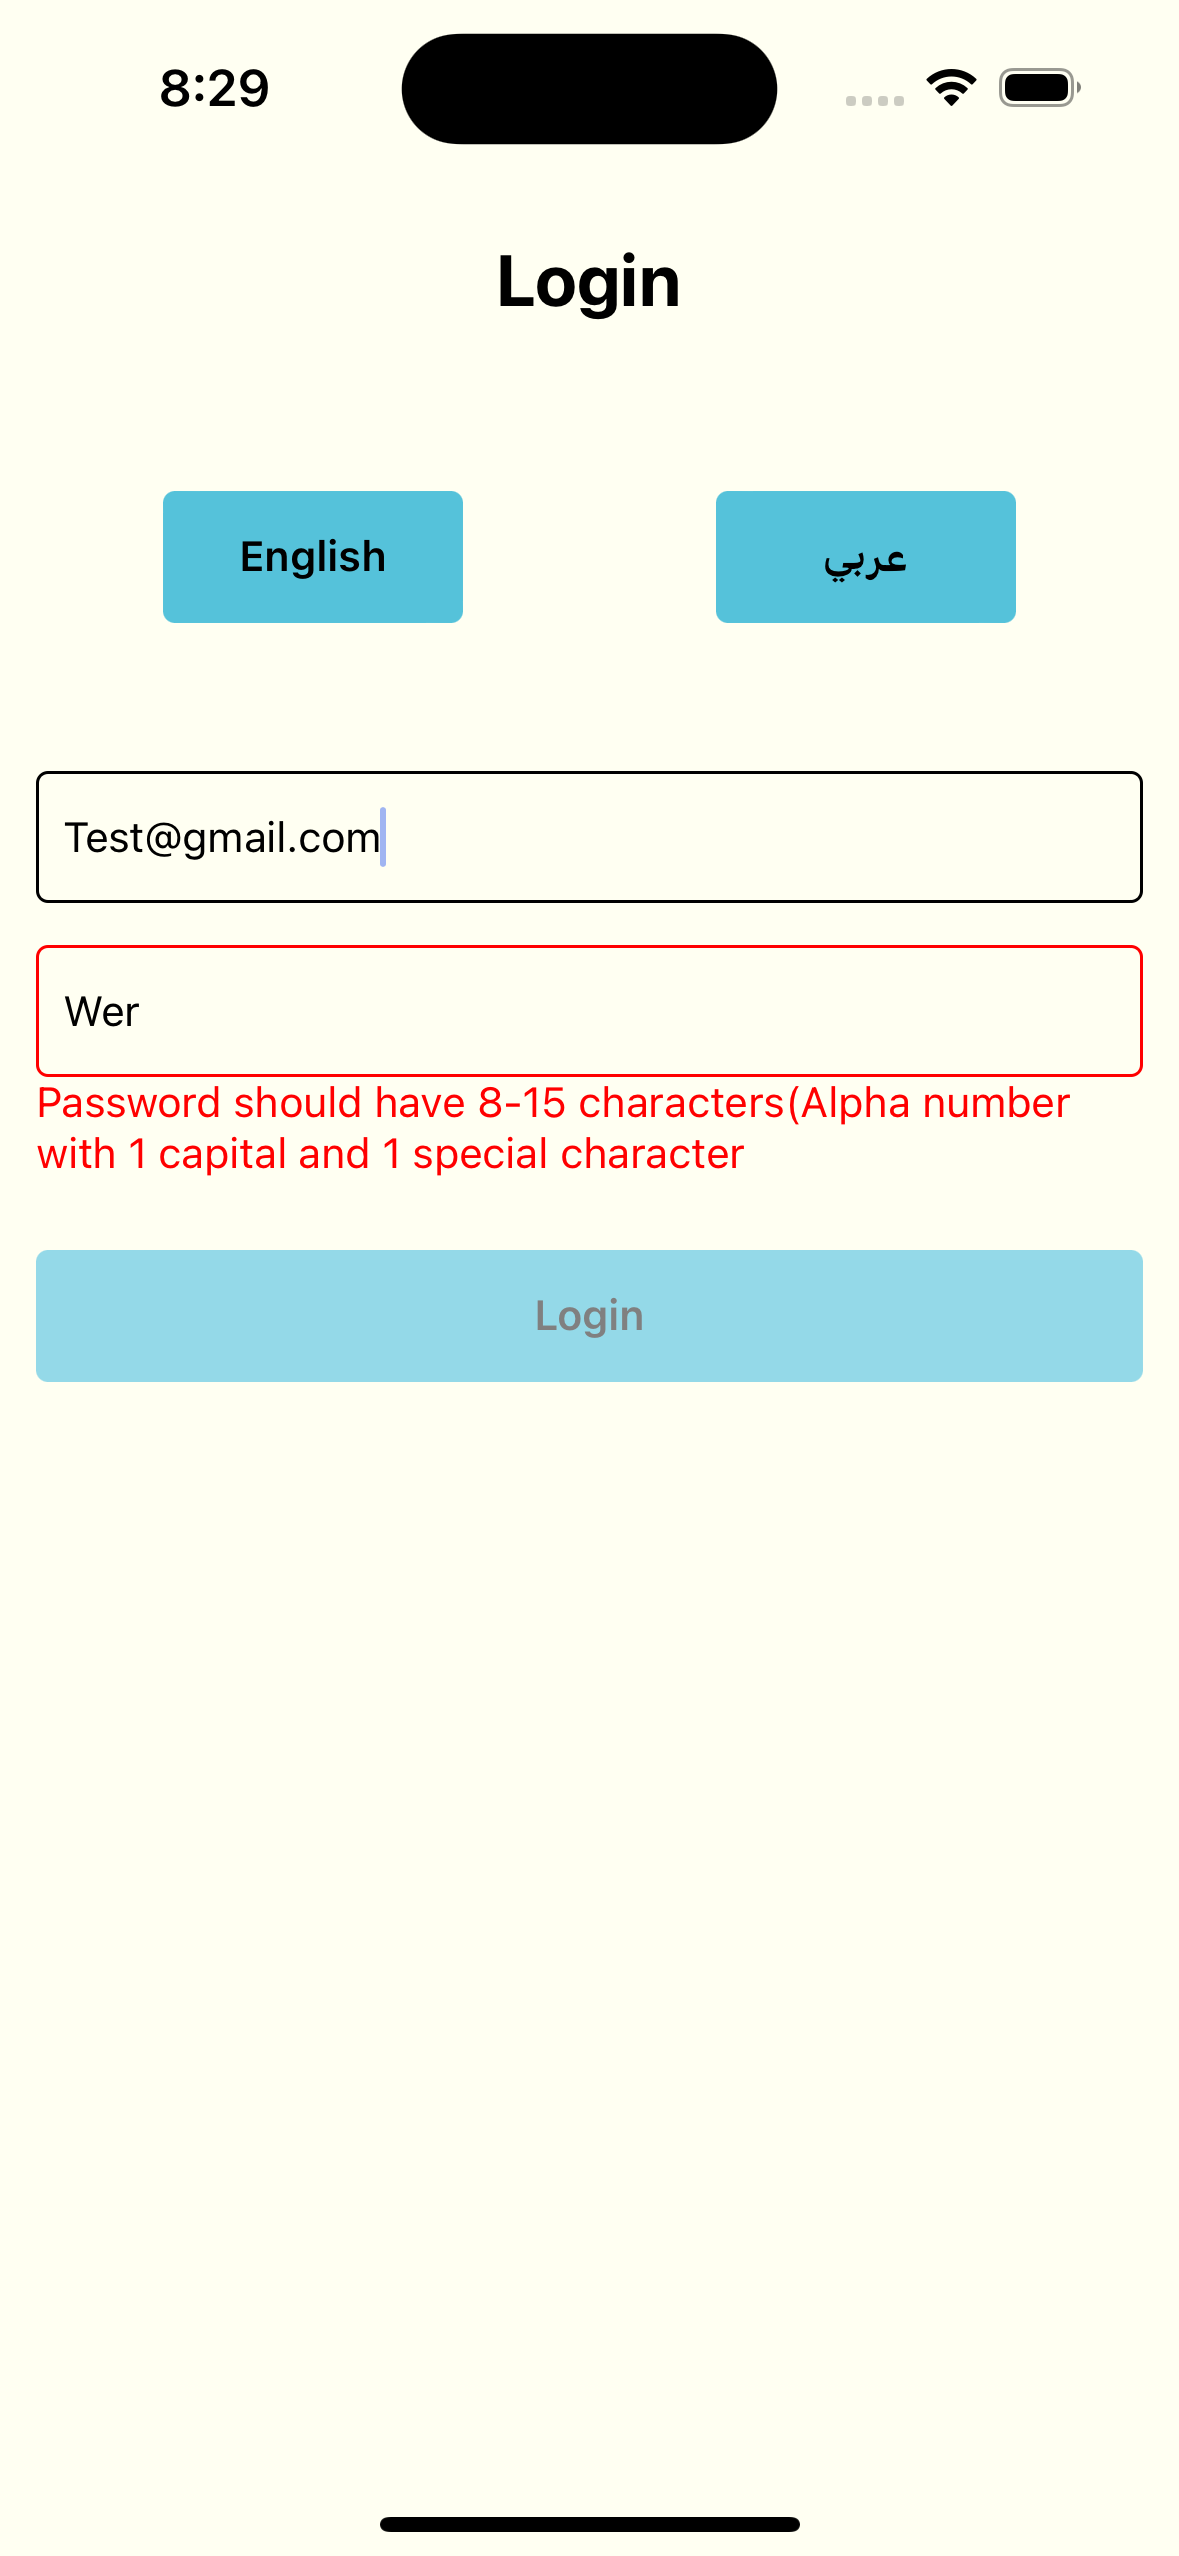 8:29
Login
English
عربي
Test@gmail.com
Wer
Password should have 8-15 characters(Alpha number
with 1 capital and 1 special character
Login